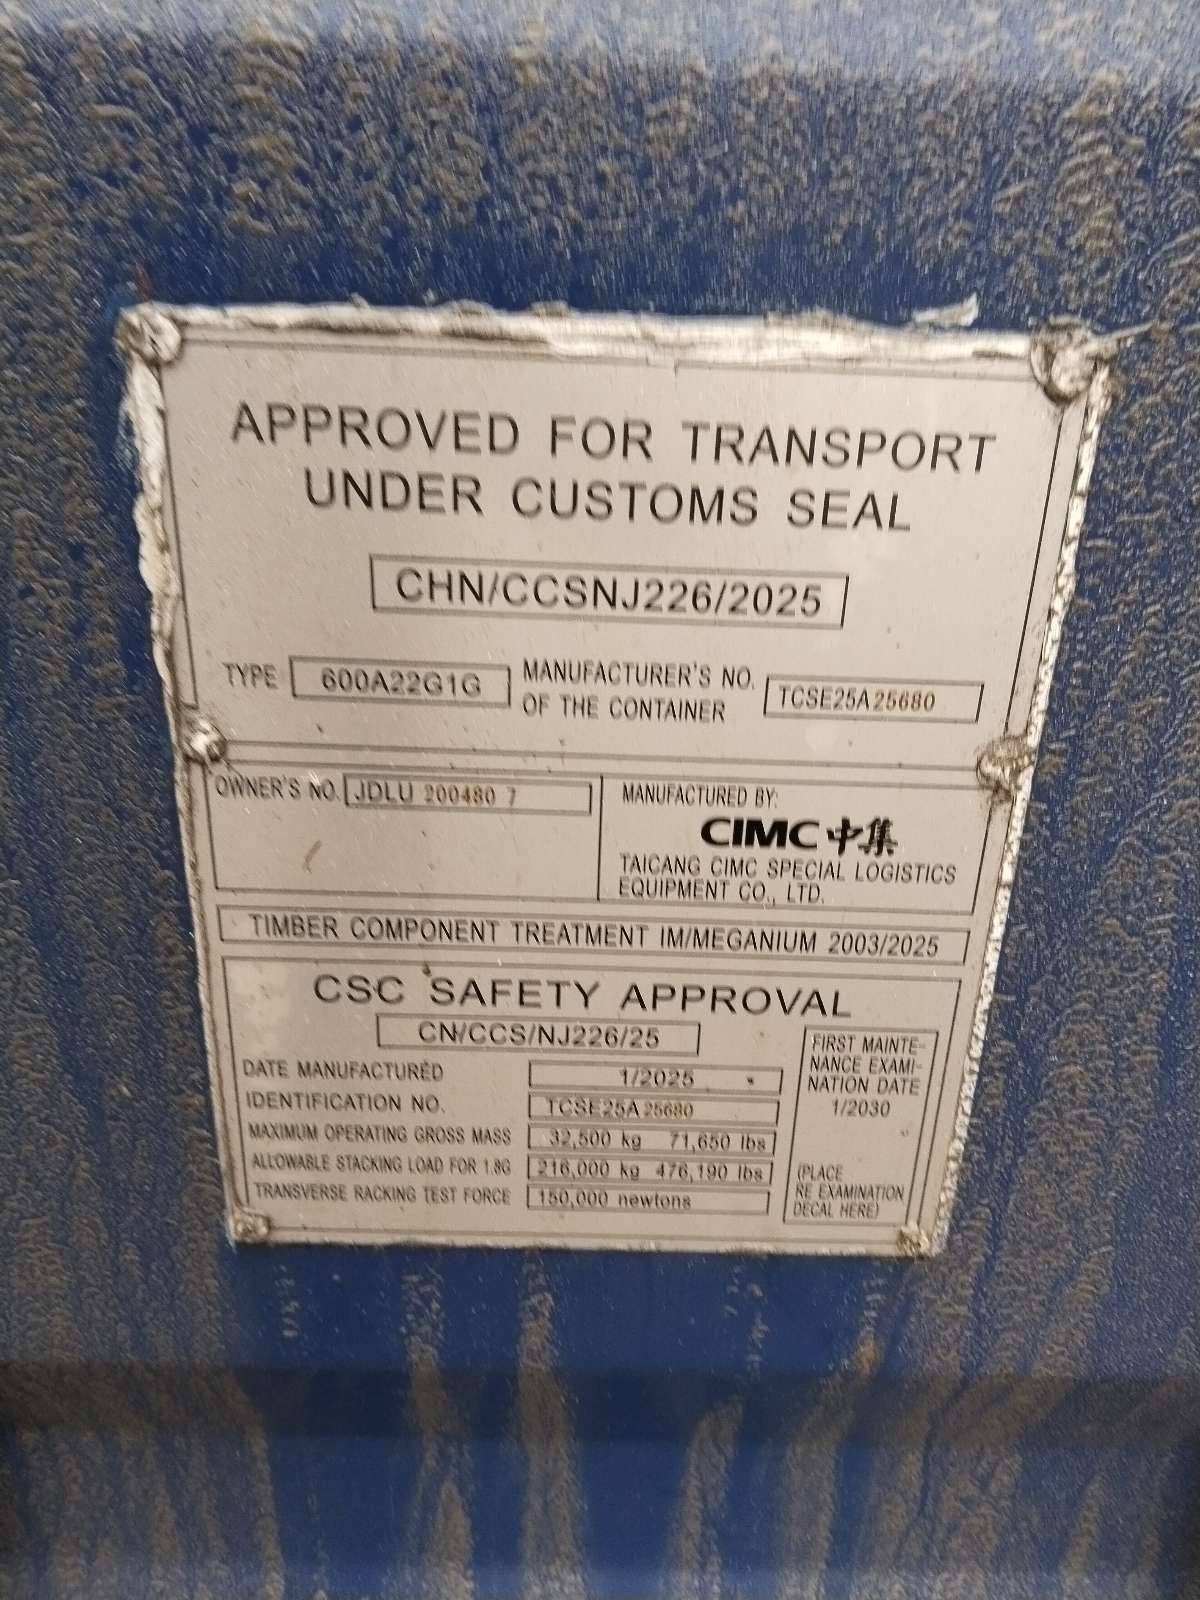 APPROVED FOR TRANSPORT
UNDER CUSTOMS SEAL
CHN/CCSNJ226/2025
TYPE 600A22G1G
MANUFACTURER'S NO.
OF THE CONTAINER
TCSE25A25680
OWNER'S NO. JDLU 200480 7
MANUFACTURED BY:
CIMC中集
TAICANG CIMC SPECIAL LOGISTICS
EQUIPMENT CO., LTD.
TIMBER COMPONENT TREATMENT IM/MEGANIUM 2003/2025
CSC SAFETY APPROVAL
CN/CCS/NJ226/25
DATE MANUFACTURED 1/2025
IDENTIFICATION NO. TCSE25A25680
MAXIMUM OPERATING GROSS MASS 32,500 kg 71,650 lbs
ALLOWABLE STACKING LOAD FOR 1.8G 216,000 kg 476,190 lbs
TRANSVERSE RACKING TEST FORCE 150,000 newtons
FIRST MAINTE-
NANCE EXAMI-
NATION DATE
1/2030
(PLACE
RE EXAMINATION
DECAL HERE)